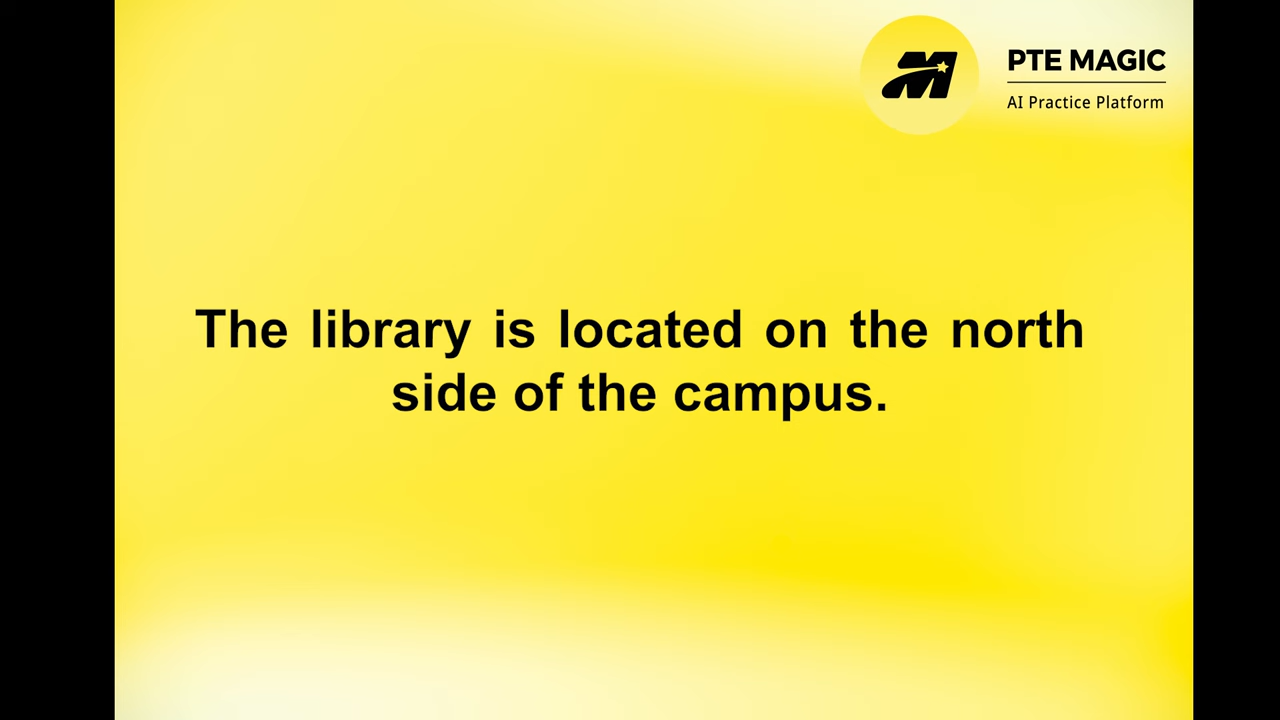 PTE MAGIC
AI Practice Platform
The library is located on the north
side of the campus.